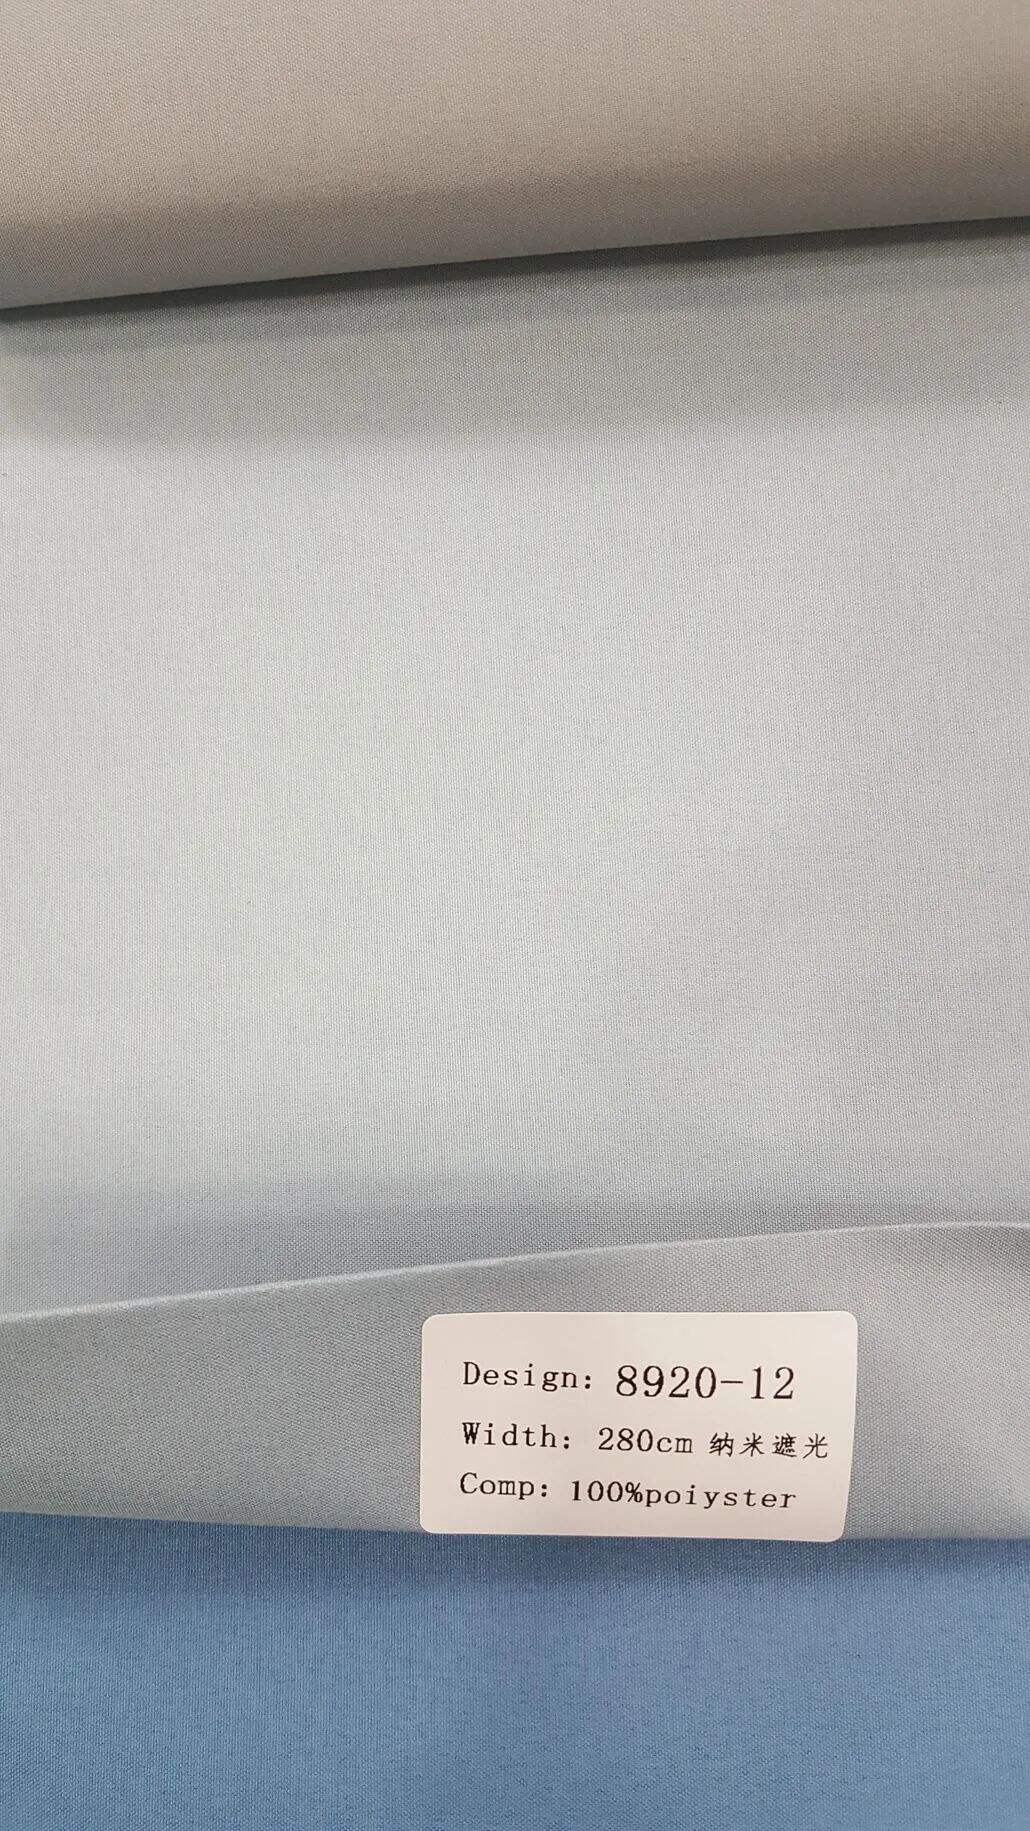 Design: 8920-12
Width: 280cm 纳米遮光
Comp: 100%poiyster